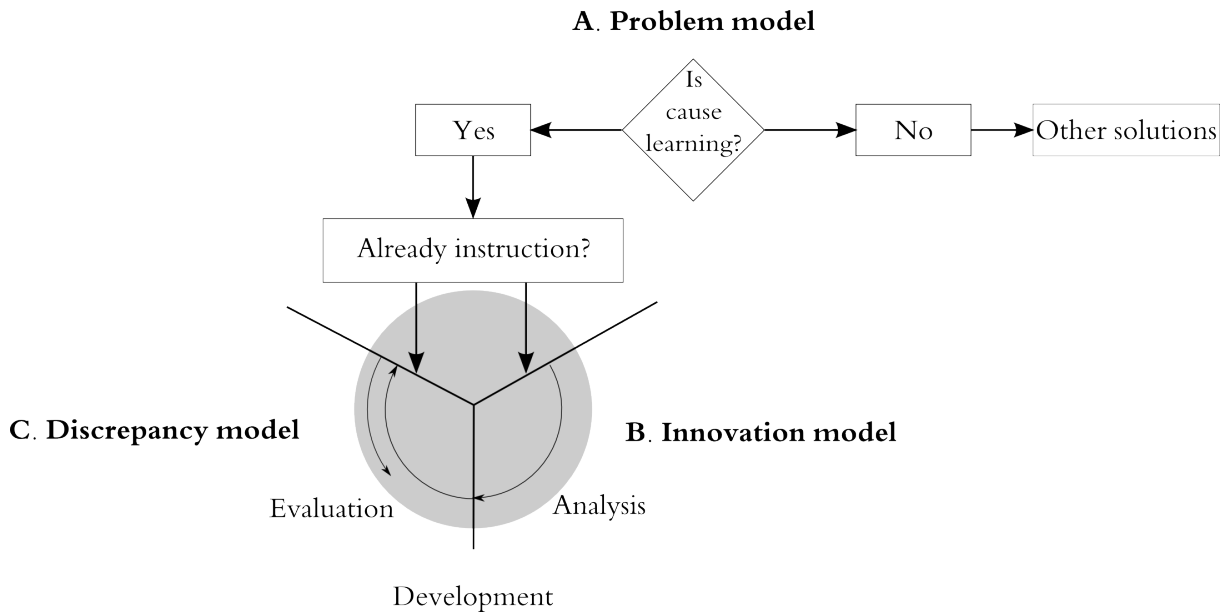 A. Problem model
Is
cause
learning?
Yes
No
Other solutions
Already instruction?
C. Discrepancy model
B. Innovation model
Evaluation
Analysis
Development